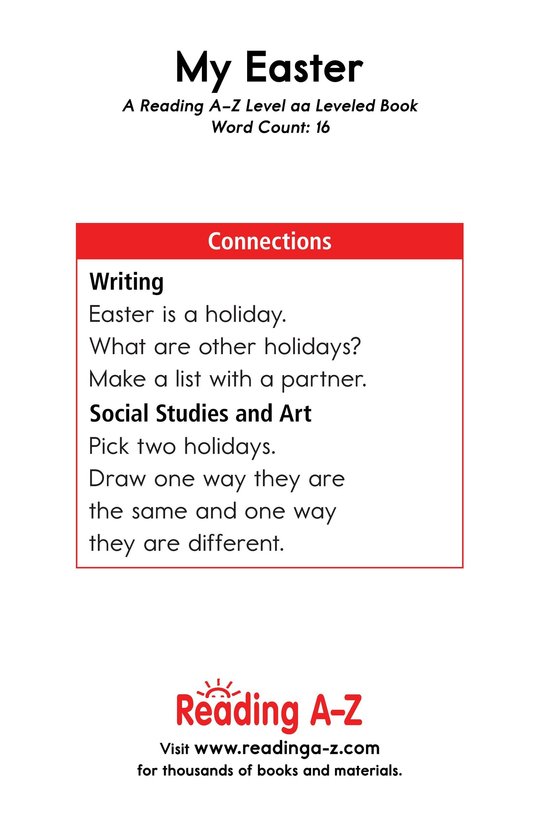 My Easter
A Reading A–Z Level aa Leveled Book
Word Count: 16
Connections
Writing
Easter is a holiday.
What are other holidays?
Make a list with a partner.
Social Studies and Art
Pick two holidays.
Draw one way they are
the same and one way
they are different.
Reading A–Z
Visit www.readinga-z.com
for thousands of books and materials.